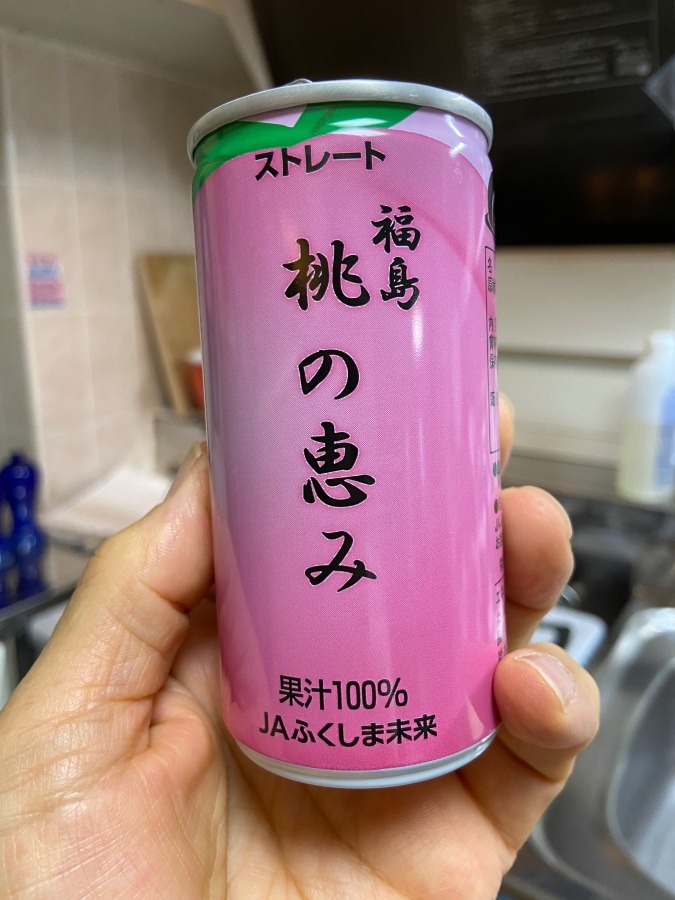 ストレート
福島
桃の恵み
果汁100%
JAふくしま未来